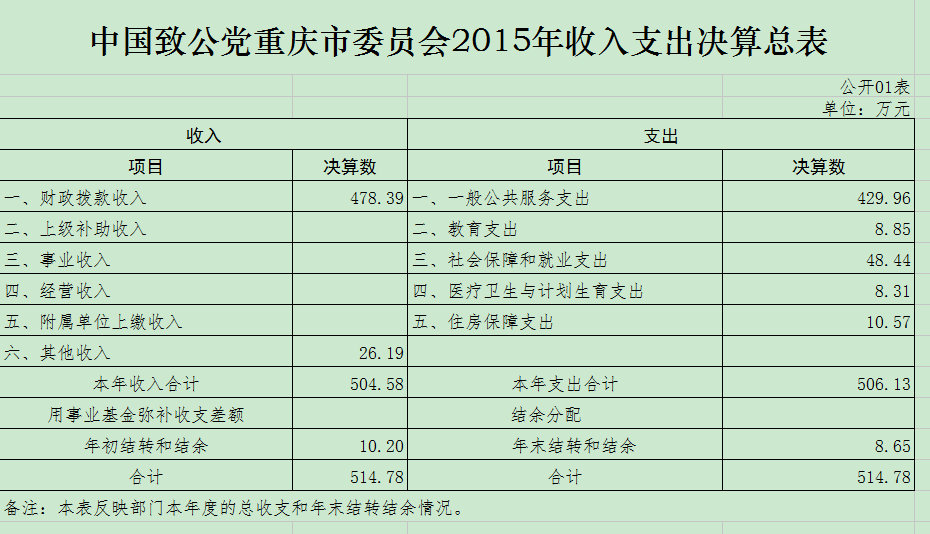 中国致公党重庆市委员会2015年收入支出决算总表
公开01表
单位：万元
收入 支出
项目 决算数 项目 决算数
一、财政拨款收入 478.39 一、一般公共服务支出 429.96
二、上级补助收入 二、教育支出 8.85
三、事业收入 三、社会保障和就业支出 48.44
四、经营收入 四、医疗卫生与计划生育支出 8.31
五、附属单位上缴收入 五、住房保障支出 10.57
六、其他收入 26.19
本年收入合计 504.58 本年支出合计 506.13
用事业基金弥补收支差额 结余分配
年初结转和结余 10.20 年末结转和结余 8.65
合计 514.78 合计 514.78
备注：本表反映部门本年度的总收支和年末结转结余情况。